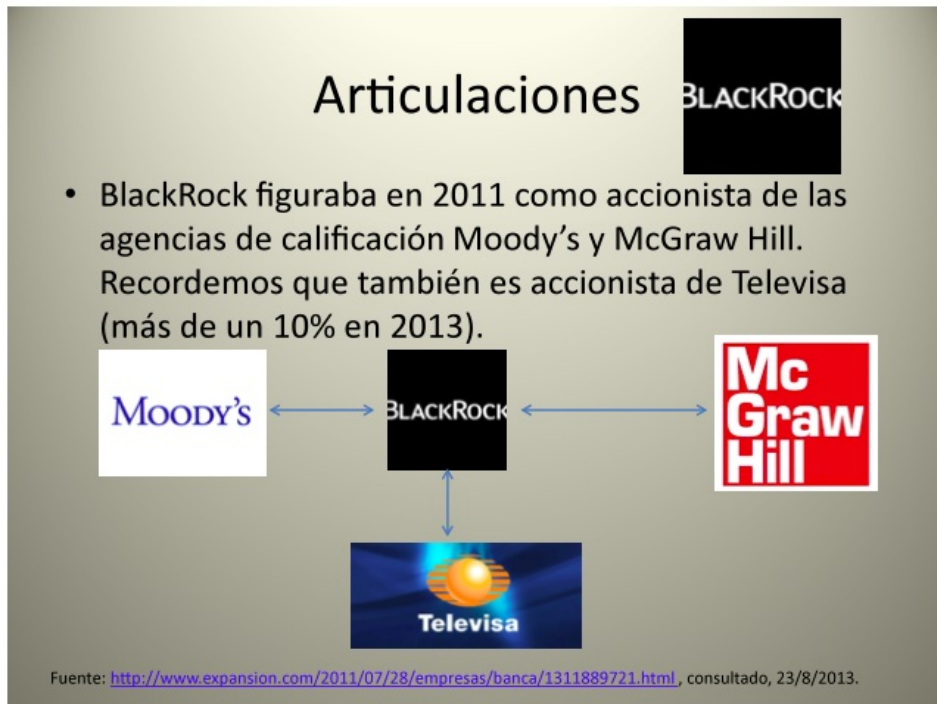 Articulaciones
BLACKROCK
• BlackRock figuraba en 2011 como accionista de las
agencias de calificación Moody's y McGraw Hill.
Recordemos que también es accionista de Televisa
(más de un 10% en 2013).
MOODY'S
BLACKROCK
Mc
Graw
Hill
Televisa
Fuente: http://www.expansion.com/2011/07/28/empresas/banca/1311889721.html , consultado, 23/8/2013.